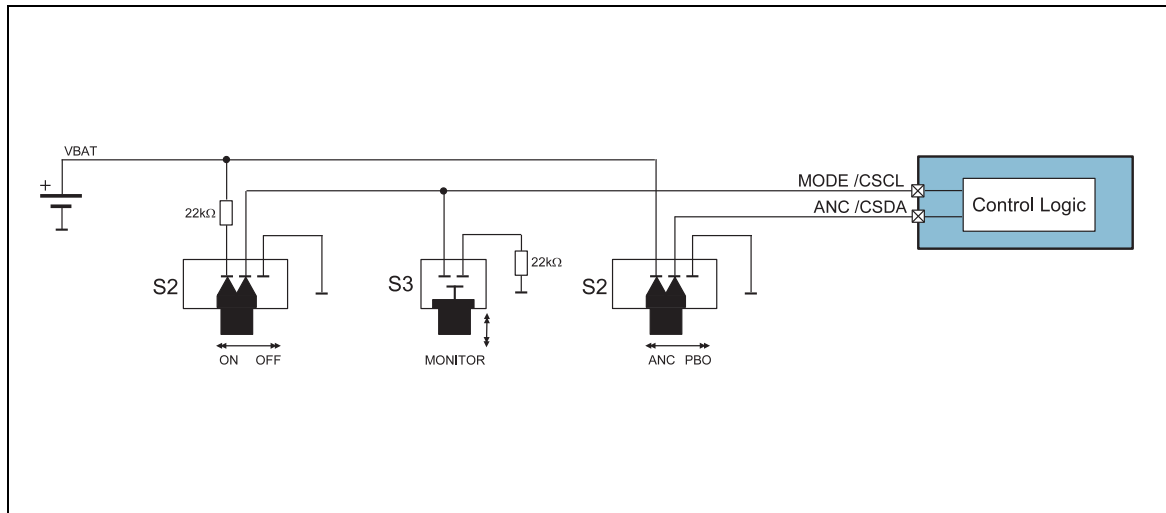 VBAT
+
22kΩ
S2
ON OFF
S3
22kΩ
MONITOR
S2
ANC PBO
MODE /CSCL
ANC /CSDA
Control Logic